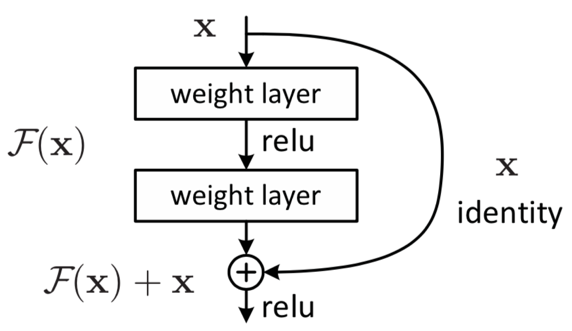 x
weight layer
relu
F(x)
x
weight layer
identity
F(x) + x
relu